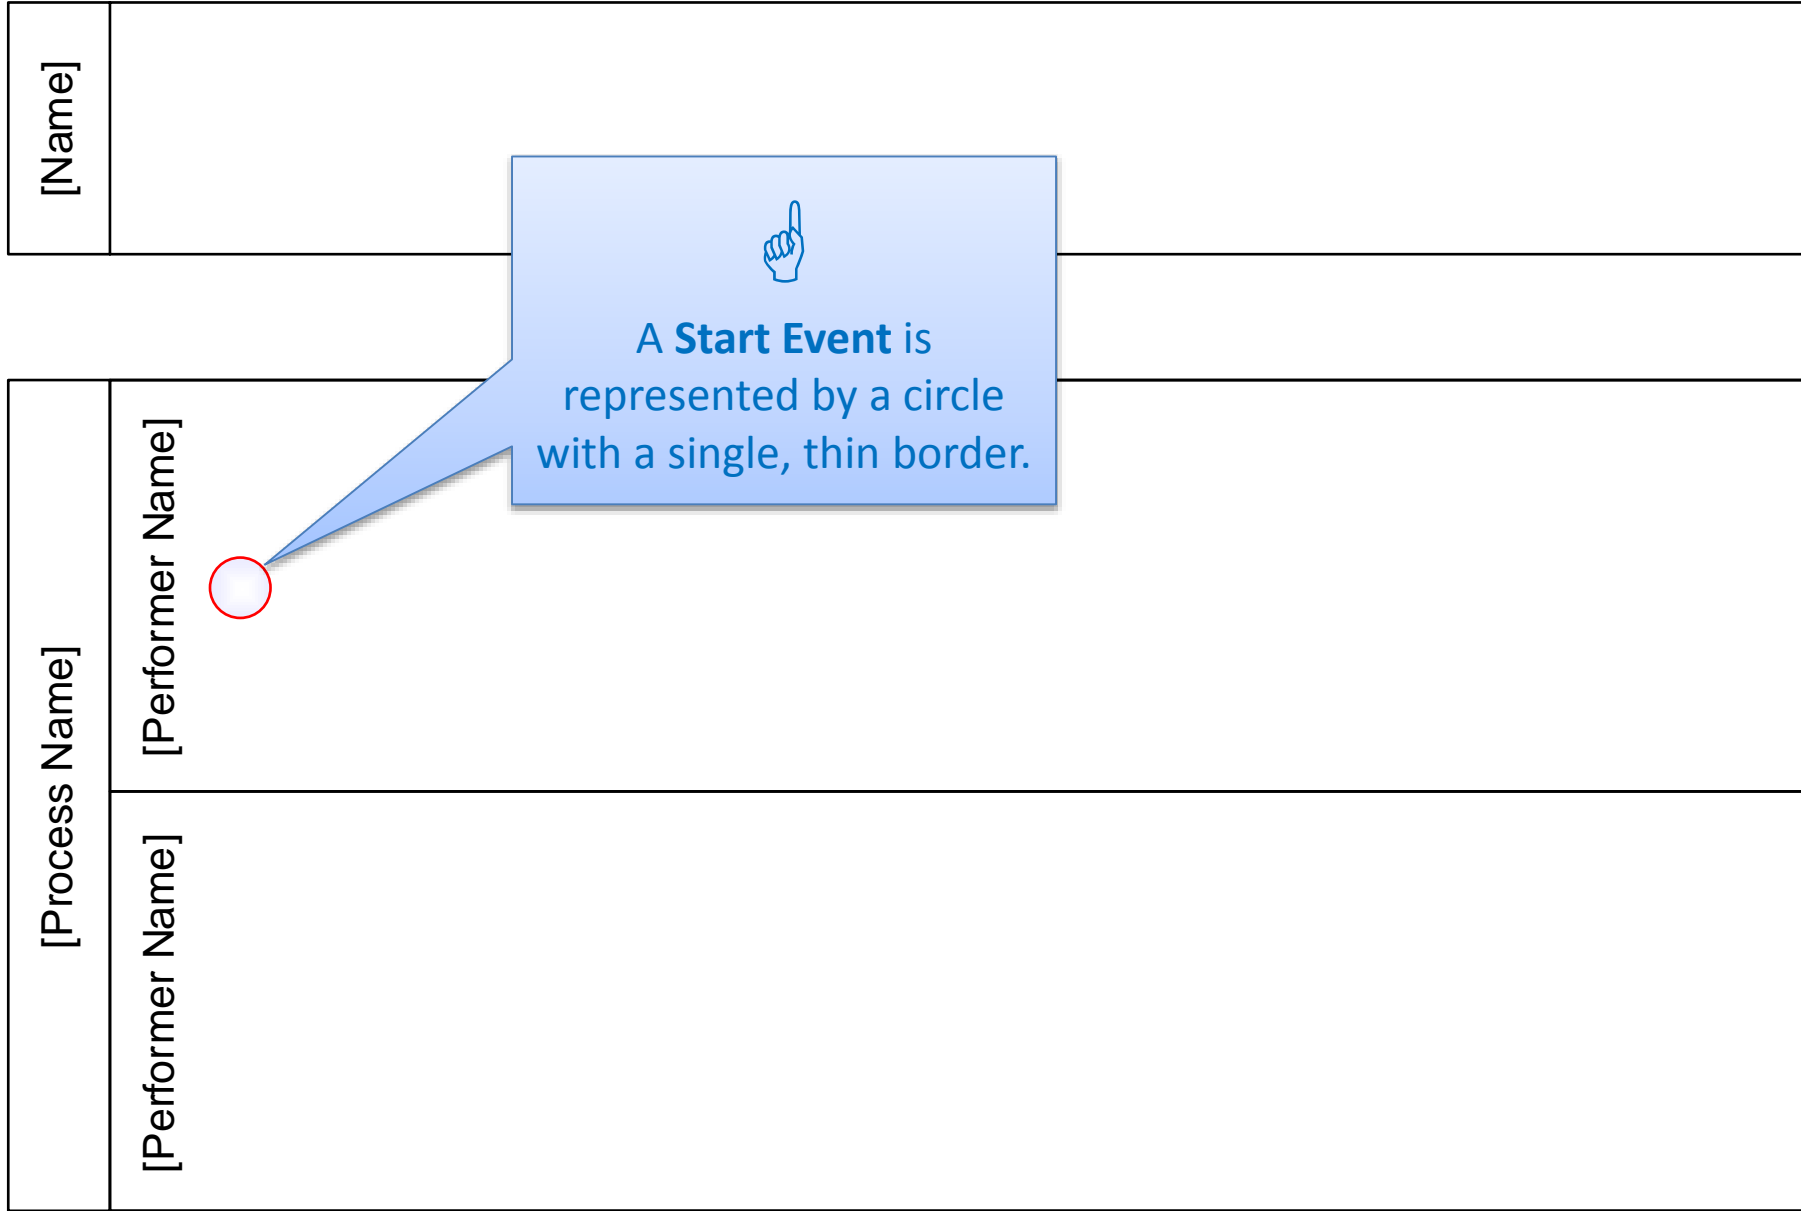 [Name]
☝
A Start Event is
represented by a circle
with a single, thin border.
[Process Name]
[Performer Name]
[Performer Name]